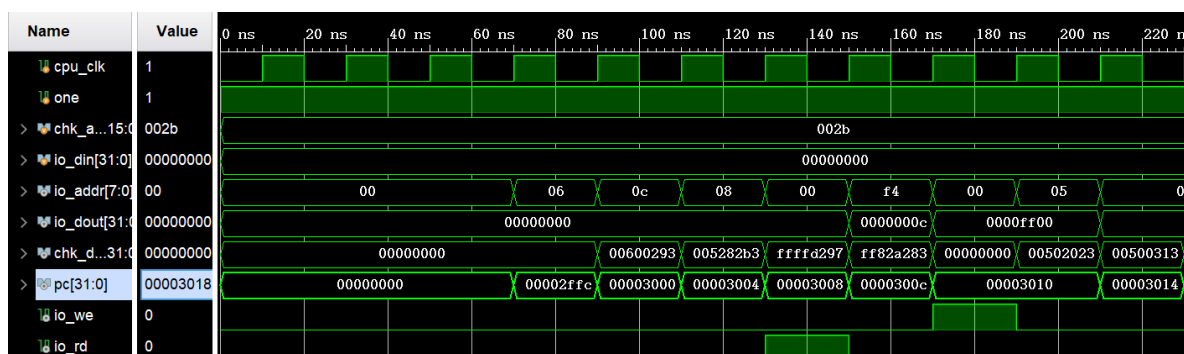 Name Value 0 ns 20 ns 40 ns 60 ns 80 ns 100 ns 120 ns 140 ns 160 ns 180 ns 200 ns 220 n
cpu_clk 1
one 1
chk_a...15:0 002b 002b
io_din[31:0] 00000000 00000000
io_addr[7:0] 00 00 06 0c 08 00 f4 00 05 0
io_dout[31:0 00000000 00000000 0000000c 0000ff00
chk_d...31:0 00000000 00000000 00600293 005282b3 ffffd297 ff82a283 00000000 00502023 00500313
pc[31:0] 00003018 00000000 00002ffc 00003000 00003004 00003008 0000300c 00003010 00003014
io_we 0
io_rd 0